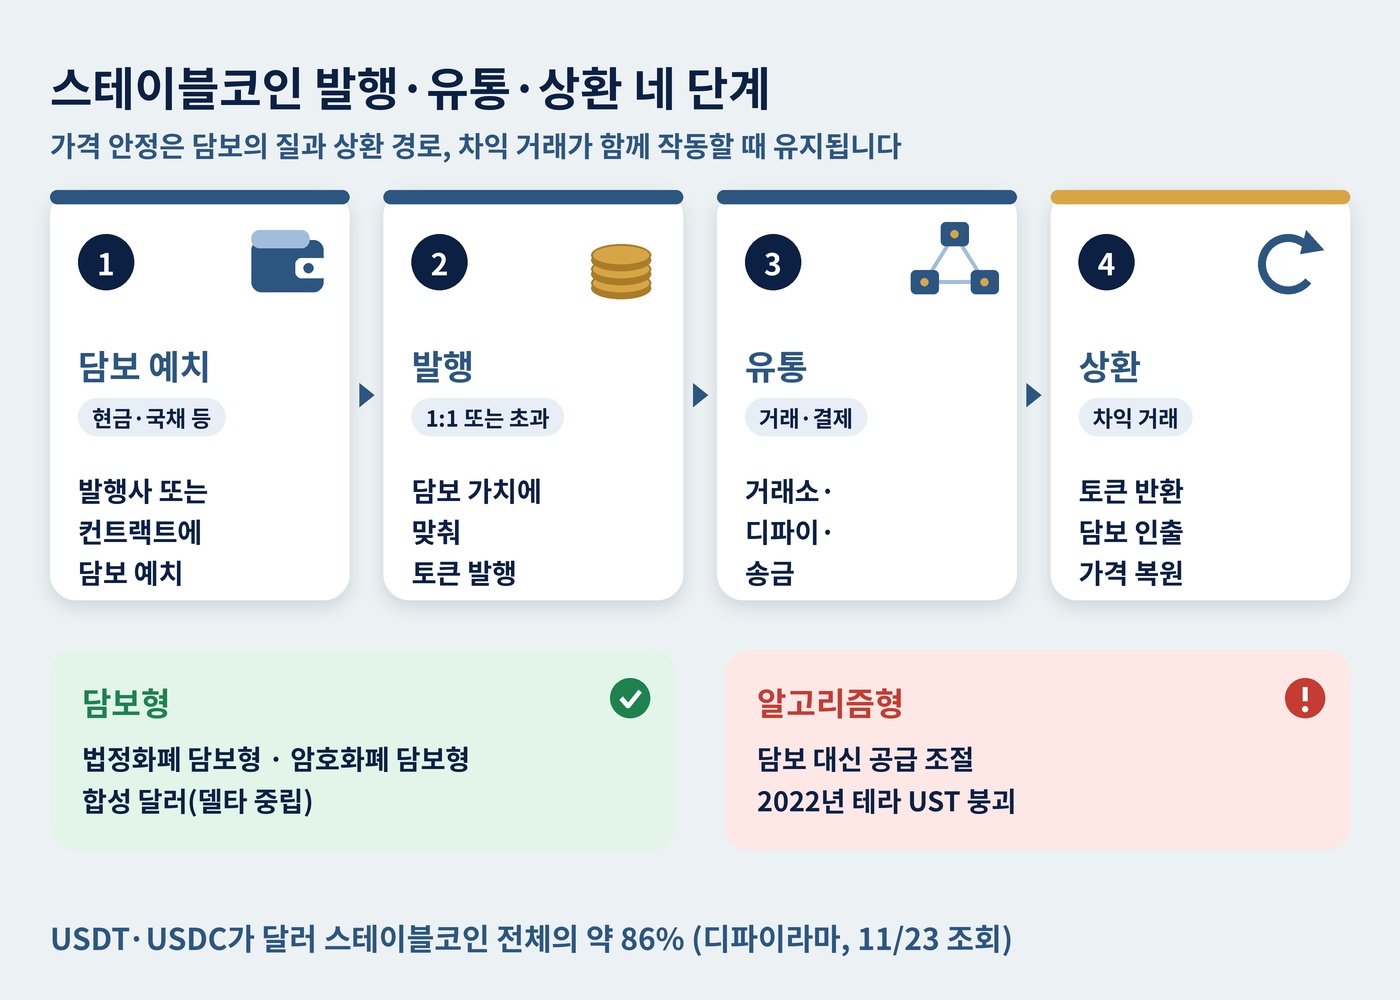 스테이블코인 발행·유통·상환 네 단계
가격 안정은 담보의 질과 상환 경로, 차익 거래가 함께 작동할 때 유지됩니다
1
담보 예치
현금·국채 등
발행사 또는
컨트랙트에
담보 예치
2
발행
1:1 또는 초과
담보 가치에
맞춰
토큰 발행
3
유통
거래·결제
거래소·
디파이·
송금
4
상환
차익 거래
토큰 반환
담보 인출
가격 복원
담보형
법정화폐 담보형 · 암호화폐 담보형
합성 달러(델타 중립)
알고리즘형
담보 대신 공급 조절
2022년 테라 UST 붕괴
USDT·USDC가 달러 스테이블코인 전체의 약 86% (디파이라마, 11/23 조회)